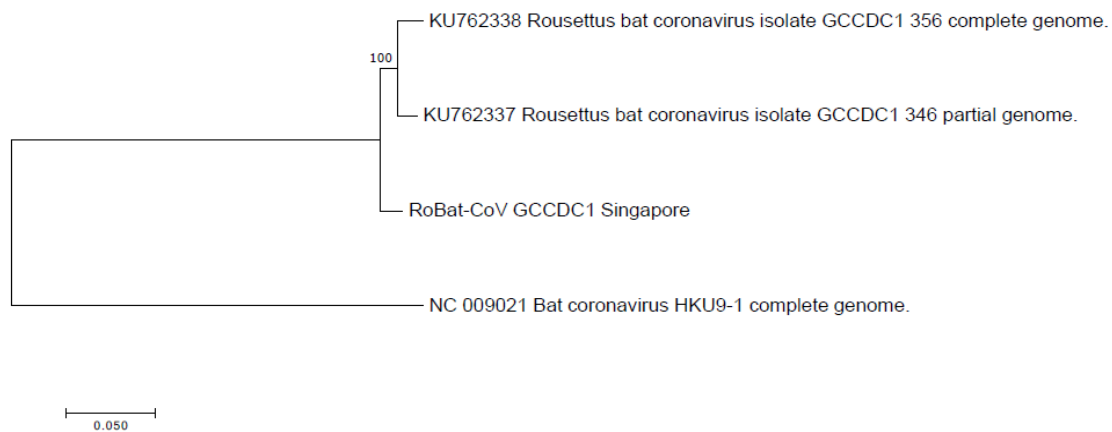 KU762338 Rousettus bat coronavirus isolate GCCDC1 356 complete genome.
100
KU762337 Rousettus bat coronavirus isolate GCCDC1 346 partial genome.
RoBat-CoV GCCDC1 Singapore
NC 009021 Bat coronavirus HKU9-1 complete genome.
0.050